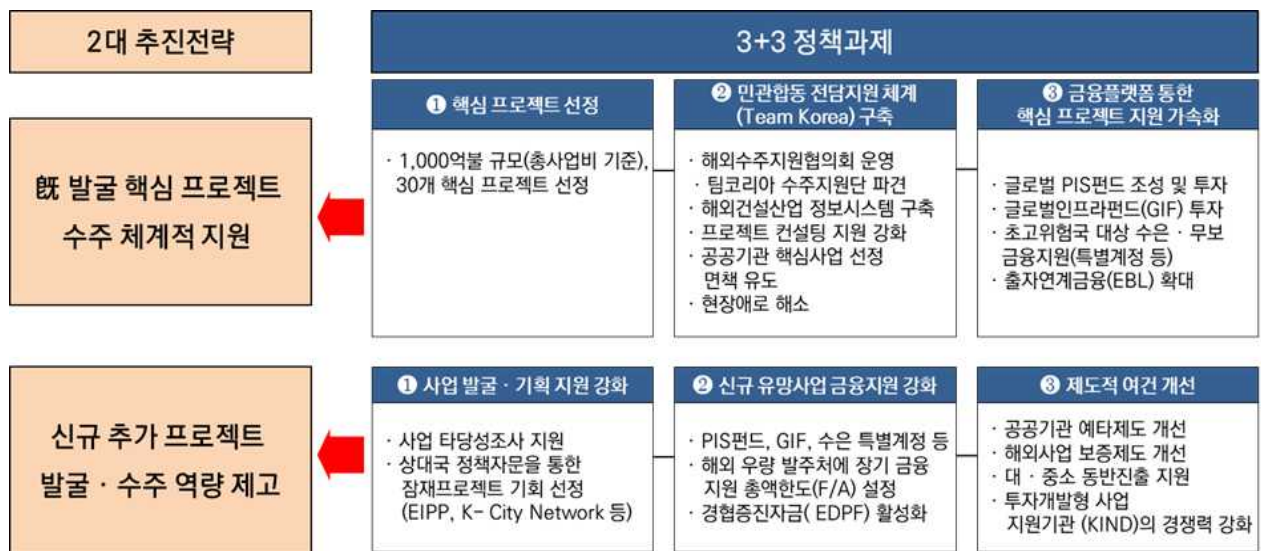 2대 추진전략
3+3 정책과제
旣 발굴 핵심 프로젝트
수주 체계적 지원
❶ 핵심 프로젝트 선정
· 1,000억불 규모(총사업비 기준),
30개 핵심 프로젝트 선정
❷ 민관합동 전담지원 체계
(Team Korea) 구축
· 해외수주지원협의회 운영
· 팀코리아 수주지원단 파견
· 해외건설산업 정보시스템 구축
· 프로젝트 컨설팅 지원 강화
· 공공기관 핵심사업 선정
면책 유도
· 현장애로 해소
❸ 금융플랫폼 통한
핵심 프로젝트 지원 가속화
· 글로벌 PIS펀드 조성 및 투자
· 글로벌인프라펀드(GIF) 투자
· 초고위험국 대상 수은 · 무보
금융지원(특별계정 등)
· 출자연계금융(EBL) 확대
신규 추가 프로젝트
발굴 · 수주 역량 제고
❶ 사업 발굴 · 기획 지원 강화
· 사업 타당성조사 지원
· 상대국 정책자문을 통한
잠재프로젝트 기회 선정
(EIPP, K- City Network 등)
❷ 신규 유망사업 금융지원 강화
· PIS펀드, GIF, 수은 특별계정 등
· 해외 우량 발주처에 장기 금융
지원 총액한도(F/A) 설정
· 경협증진자금( EDPF) 활성화
❸ 제도적 여건 개선
· 공공기관 예타제도 개선
· 해외사업 보증제도 개선
· 대 · 중소 동반진출 지원
· 투자개발형 사업
지원기관 (KIND)의 경쟁력 강화